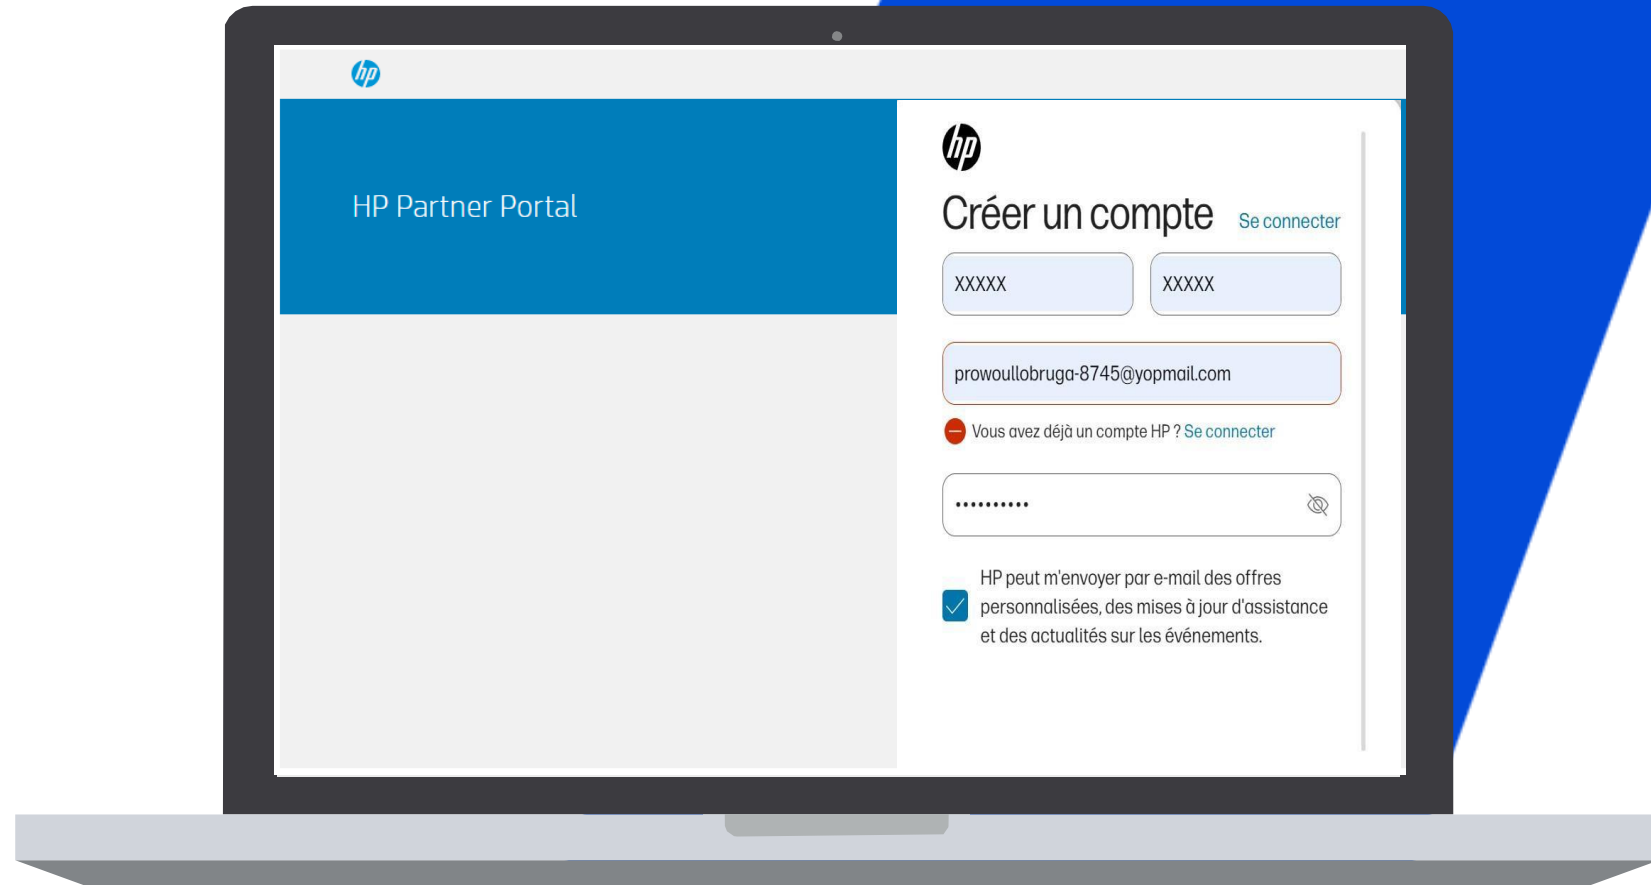 hp
HP Partner Portal
hp
Créer un compte Se connecter
XXXXX XXXXX
prowoullobruga-8745@yopmail.com
Vous avez déjà un compte HP ? Se connecter
••••••••••
HP peut m'envoyer par e-mail des offres
personnalisées, des mises à jour d'assistance
et des actualités sur les événements.